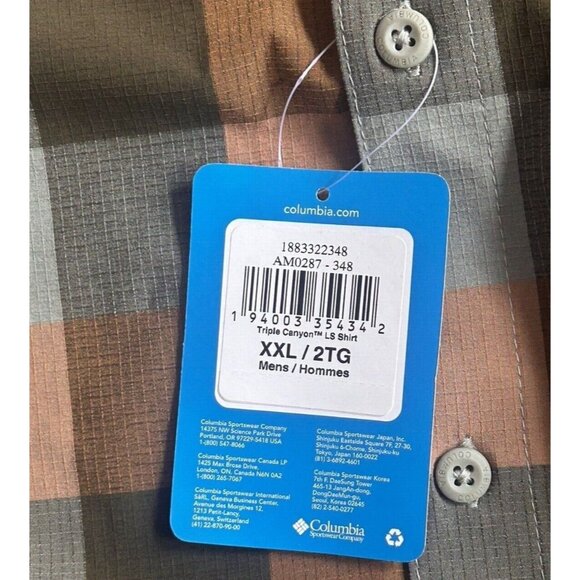 COLUMBIA
columbia.com
1883322348
AM0287 - 348
1 94003 35434 2
Triple Canyon™ LS Shirt
XXL / 2TG
Mens / Hommes
Columbia Sportswear Company
14375 NW Science Park Drive
Portland, OR 97229-5418 USA
1-(800) 547-8066
Columbia Sportswear Canada LP
1425 Max Brose Drive,
London, ON, Canada N6N 0A2
1-(800) 265-7067
Columbia Sportswear International
SàRL, Geneva Business Center,
Avenue des Morgines 12,
1213 Petit-Lancy,
Geneva, Switzerland
(41) 22-870-90-00
Columbia Sportswear Japan, Inc.
Shinjuku Eastside Square 7F, 27-30,
Shinjuku 6-Chome, Shinjuku-ku
Tokyo, Japan 160-0022
(81) 3-6892-4601
Columbia Sportswear Korea
7th F. DaeSung Tower
465-13 JangAn-dong,
DongDaeMun-gu,
Seoul, Korea 02645
(82) 2-540-0277
Columbia
Sportswear Company